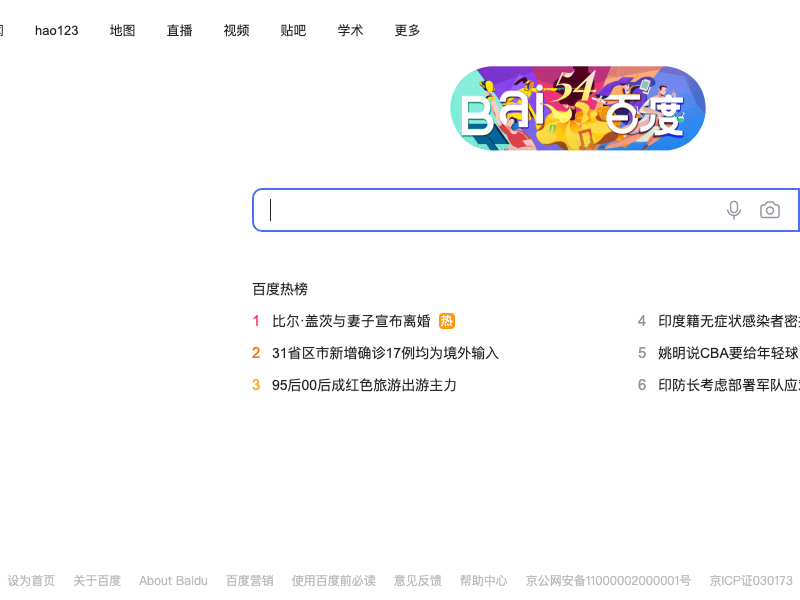 hao123 地图 直播 视频 贴吧 学术 更多
Bai 54 百度
百度热榜
1 比尔·盖茨与妻子宣布离婚 热
4 印度籍无症状感染者密
2 31省区市新增确诊17例均为境外输入
5 姚明说CBA要给年轻球
3 95后00后成红色旅游出游主力
6 印防长考虑部署军队应
设为首页 关于百度 About Baidu 百度营销 使用百度前必读 意见反馈 帮助中心 京公网安备11000002000001号 京ICP证030173